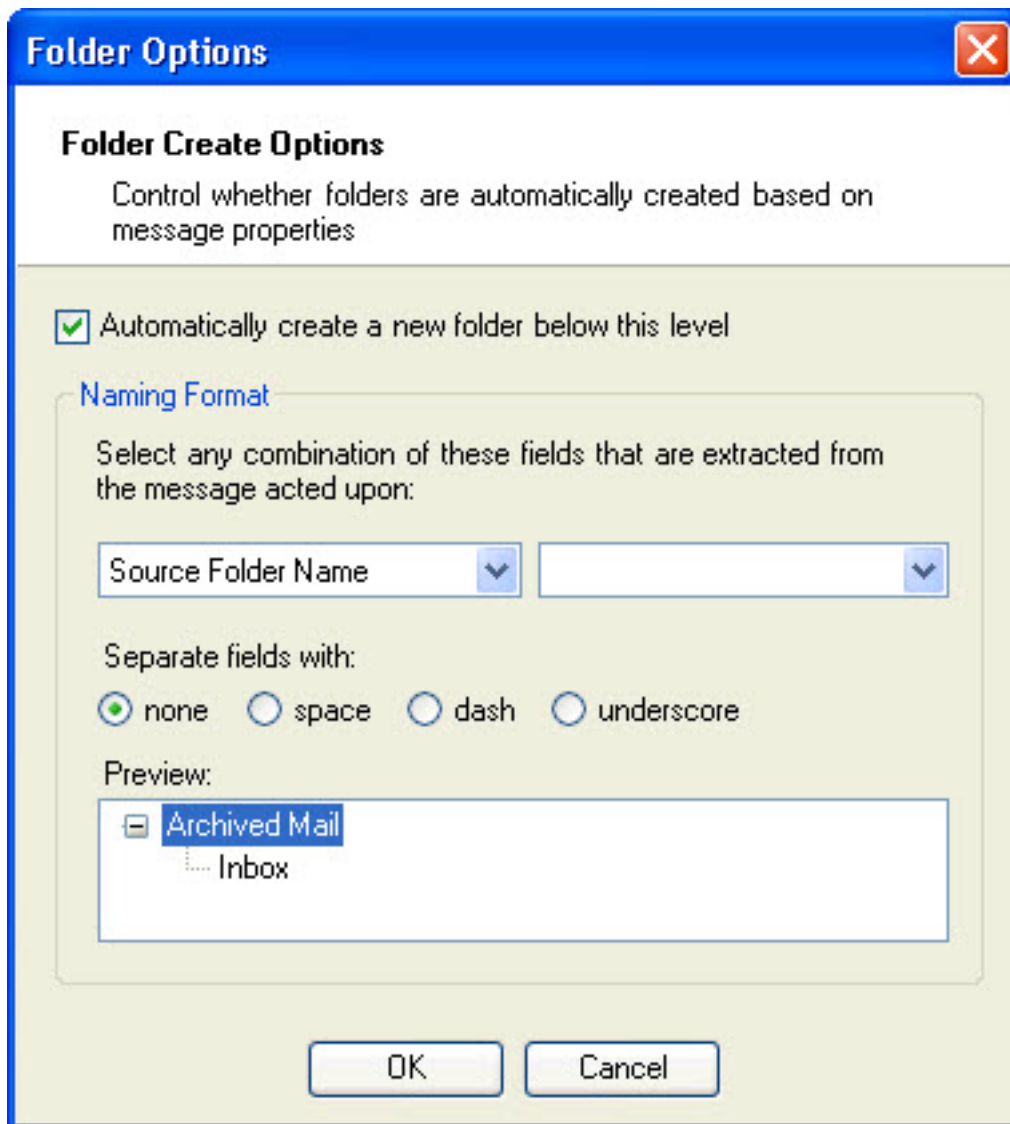 Folder Options
Folder Create Options
Control whether folders are automatically created based on
message properties
Automatically create a new folder below this level
Naming Format
Select any combination of these fields that are extracted from
the message acted upon:
Source Folder Name
Separate fields with:
none space dash underscore
Preview:
Archived Mail
Inbox
OK Cancel